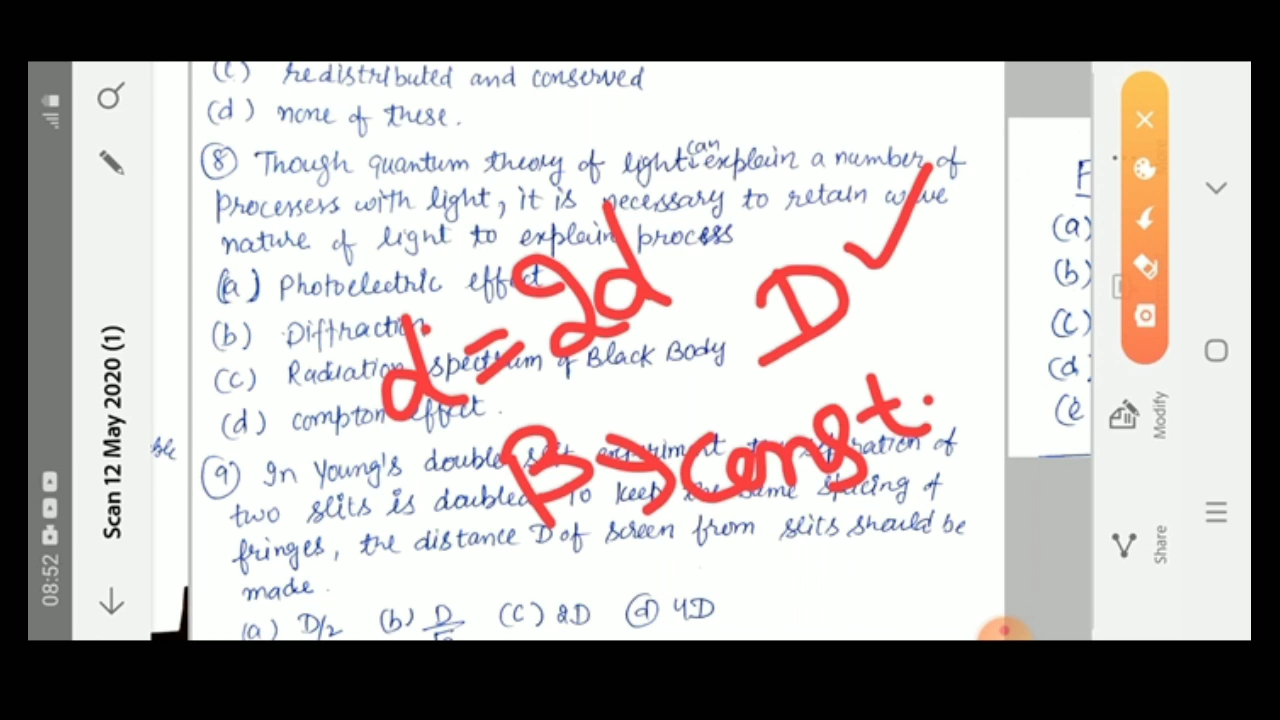 (c) redistributed and conserved
(d) none of these.
(8) Though quantum theory of light can explain a number of
processess with light, it is necessary to retain wave
nature of light to explain process
(a) Photoelectric effect
(b) Diffraction
(c) Radiation spectrum of Black Body
(d) compton effect.
(9) In Young's double slit experiment the separation of
two slits is doubled To keep the same spacing of
fringes, the distance D of screen from slits should be
made.
(a) D/2 (b) D (c) 2D (d) 4D
d = 2d
D
β → const.
ble
(a)
(b)
(c)
(d)
(e
08:52
Scan 12 May 2020 (1)
Modify
Share